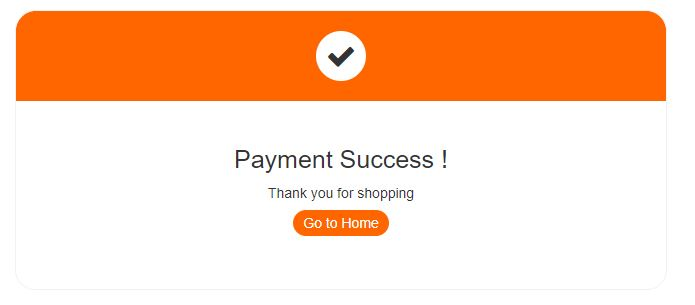 Payment Success !
Thank you for shopping
Go to Home